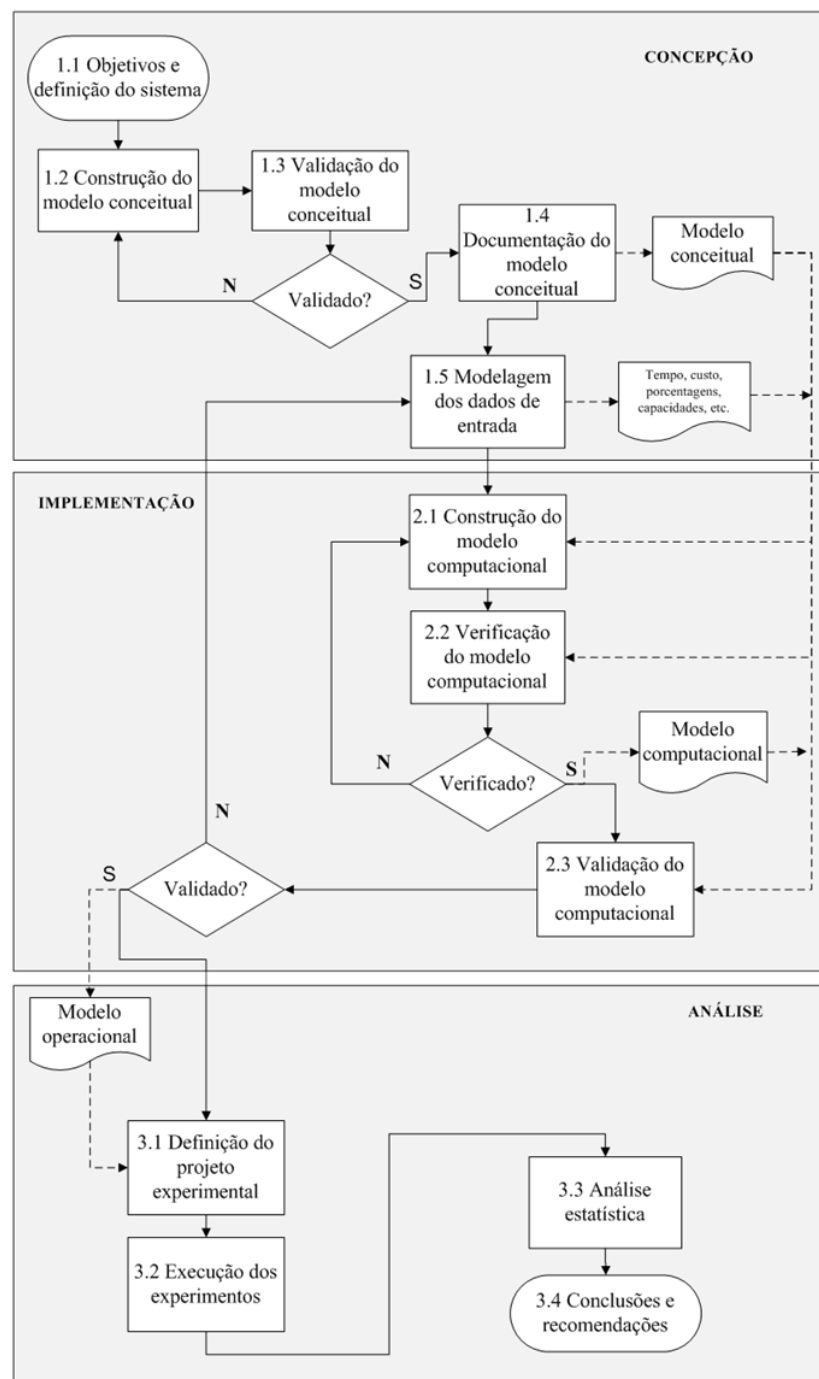 CONCEPÇÃO
1.1 Objetivos e
definição do sistema
1.2 Construção do
modelo conceitual
1.3 Validação do
modelo
conceitual
Validado?
N
S
1.4
Documentação do
modelo
conceitual
Modelo
conceitual
1.5 Modelagem
dos dados de
entrada
Tempo, custo,
porcentagens,
capacidades, etc.
IMPLEMENTAÇÃO
2.1 Construção do
modelo
computacional
2.2 Verificação
do modelo
computacional
Verificado?
N
S
Modelo
computacional
2.3 Validação do
modelo
computacional
Validado?
N
S
ANÁLISE
Modelo
operacional
3.1 Definição do
projeto
experimental
3.2 Execução dos
experimentos
3.3 Análise
estatística
3.4 Conclusões e
recomendações